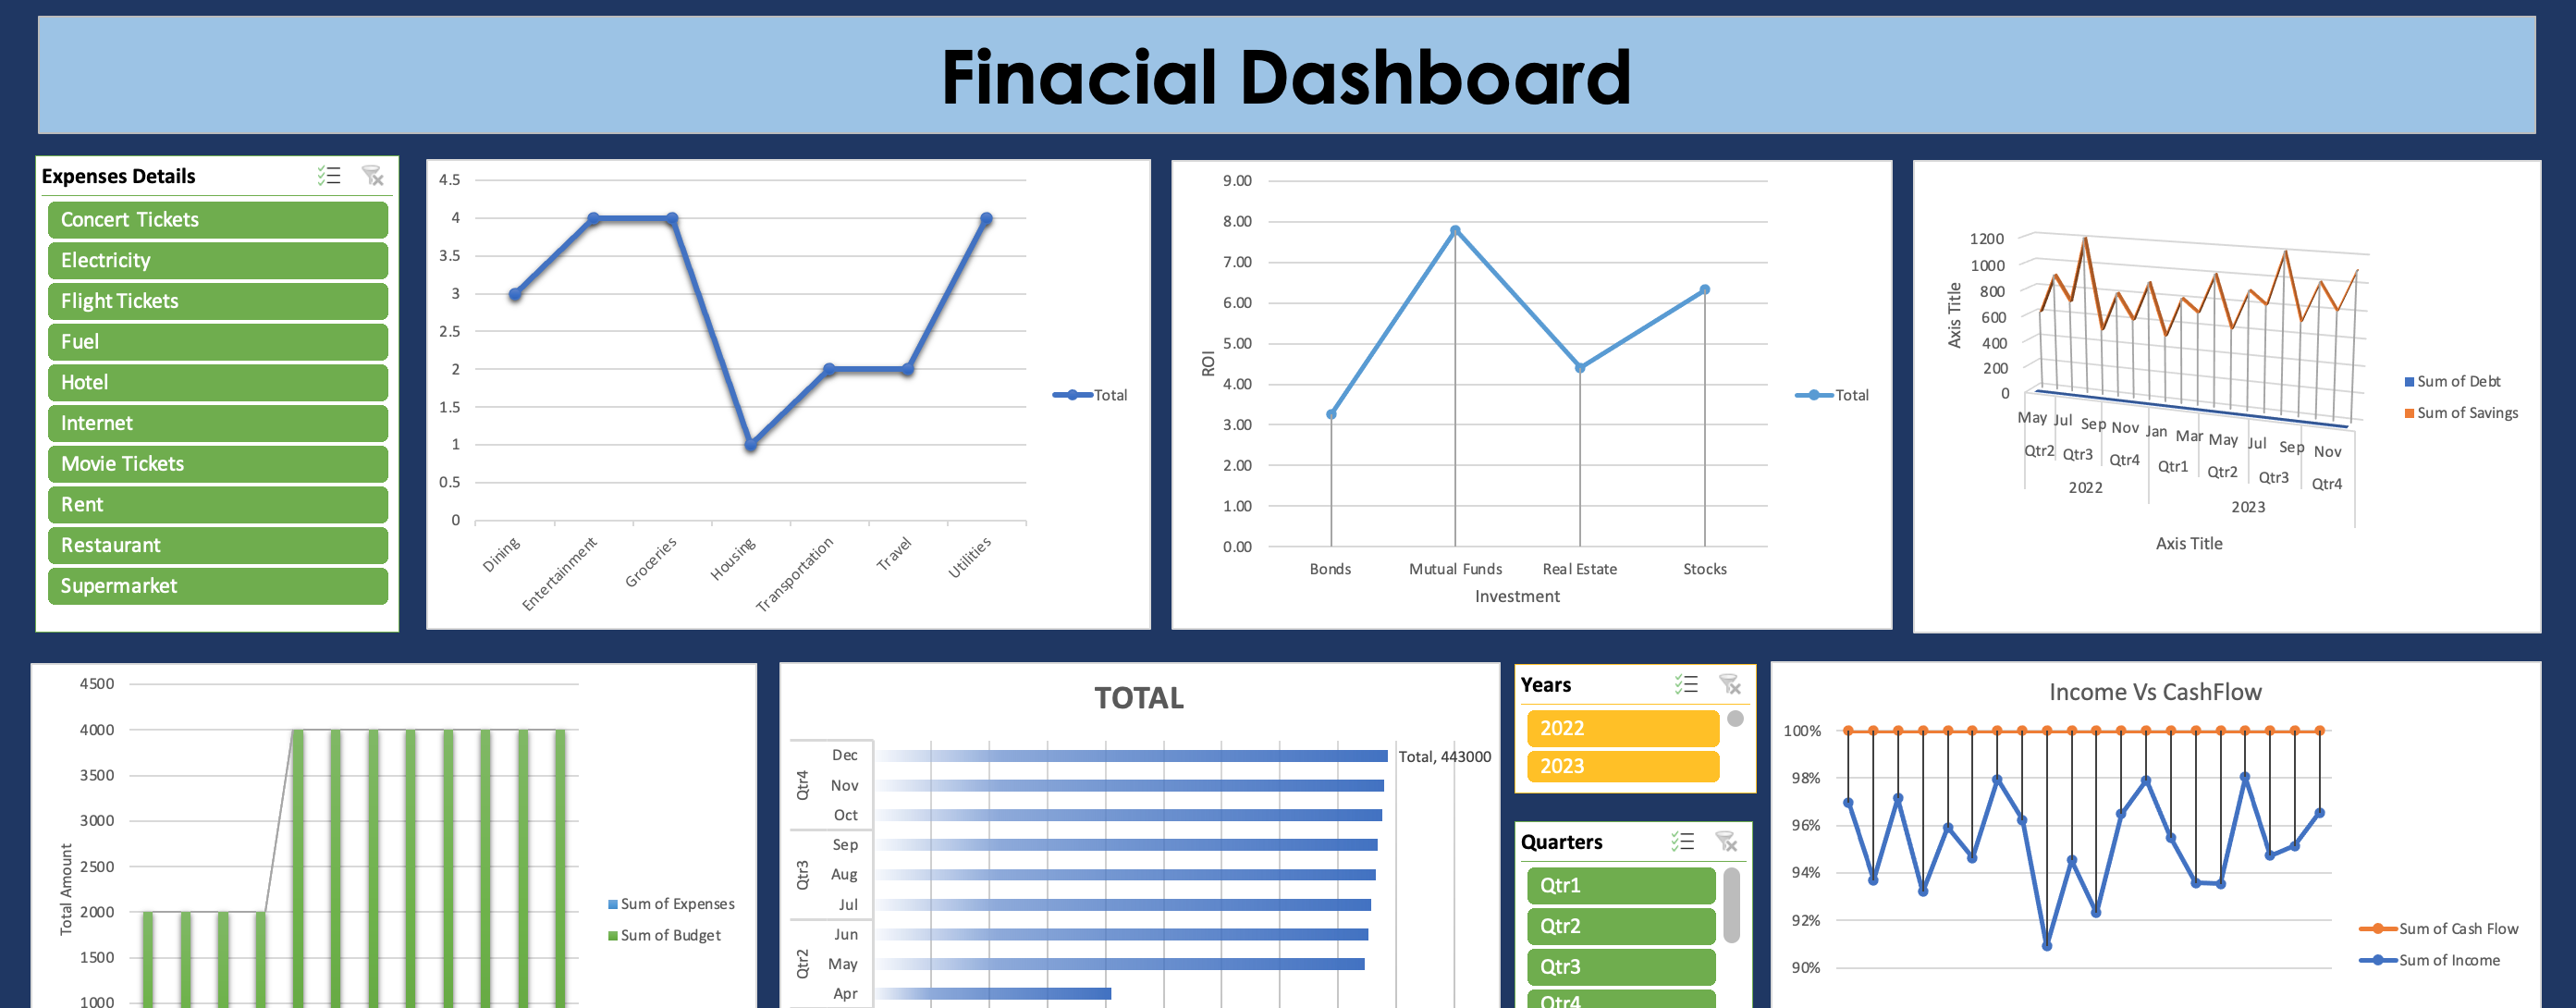 Finacial Dashboard
Expenses Details
Concert Tickets
Electricity
Flight Tickets
Fuel
Hotel
Internet
Movie Tickets
Rent
Restaurant
Supermarket
4.5
4
3.5
3
2.5
2
1.5
1
0.5
0
Dining
Entertainment
Groceries
Housing
Transportation
Travel
Utilities
Total
9.00
8.00
7.00
6.00
5.00
4.00
3.00
2.00
1.00
0.00
ROI
Bonds Mutual Funds Real Estate Stocks
Investment
Total
1200
1000
800
600
400
200
0
Axis Title
May Jul Sep Nov Jan Mar May Jul Sep Nov
Qtr2 Qtr3 Qtr4 Qtr1 Qtr2 Qtr3 Qtr4
2022 2023
Axis Title
Sum of Debt
Sum of Savings
4500
4000
3500
3000
2500
2000
1500
1000
Total Amount
Sum of Expenses
Sum of Budget
TOTAL
Qtr4
Dec
Nov
Oct
Qtr3
Sep
Aug
Jul
Qtr2
Jun
May
Apr
Total, 443000
Years
2022
2023
Quarters
Qtr1
Qtr2
Qtr3
Qtr4
Income Vs CashFlow
100%
98%
96%
94%
92%
90%
Sum of Cash Flow
Sum of Income